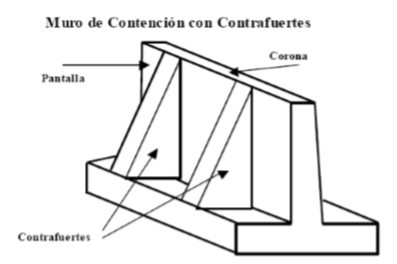 Muro de Contención con Contrafuertes
Corona
Pantalla
Contrafuertes